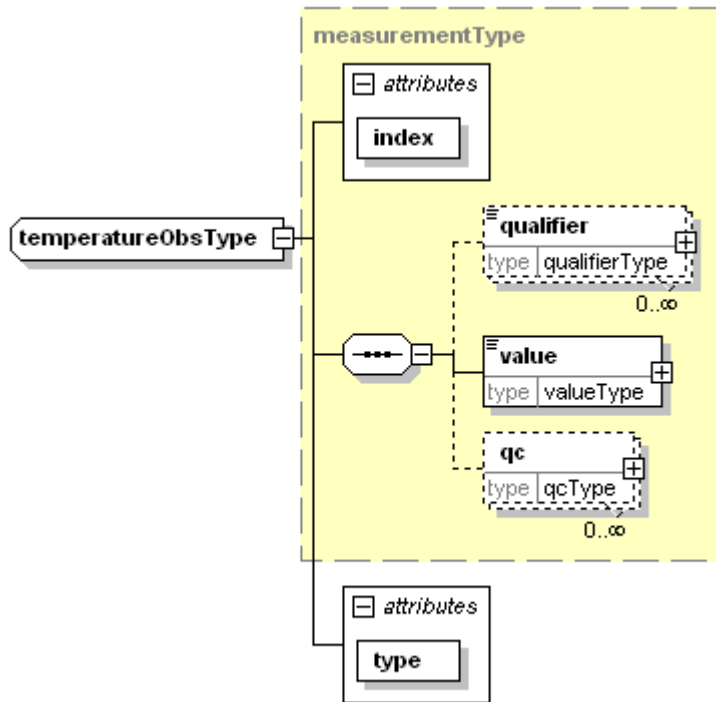 measurementType
attributes
index
temperatureObsType
qualifier
type qualifierType
0..∞
value
type valueType
qc
type qcType
0..∞
attributes
type